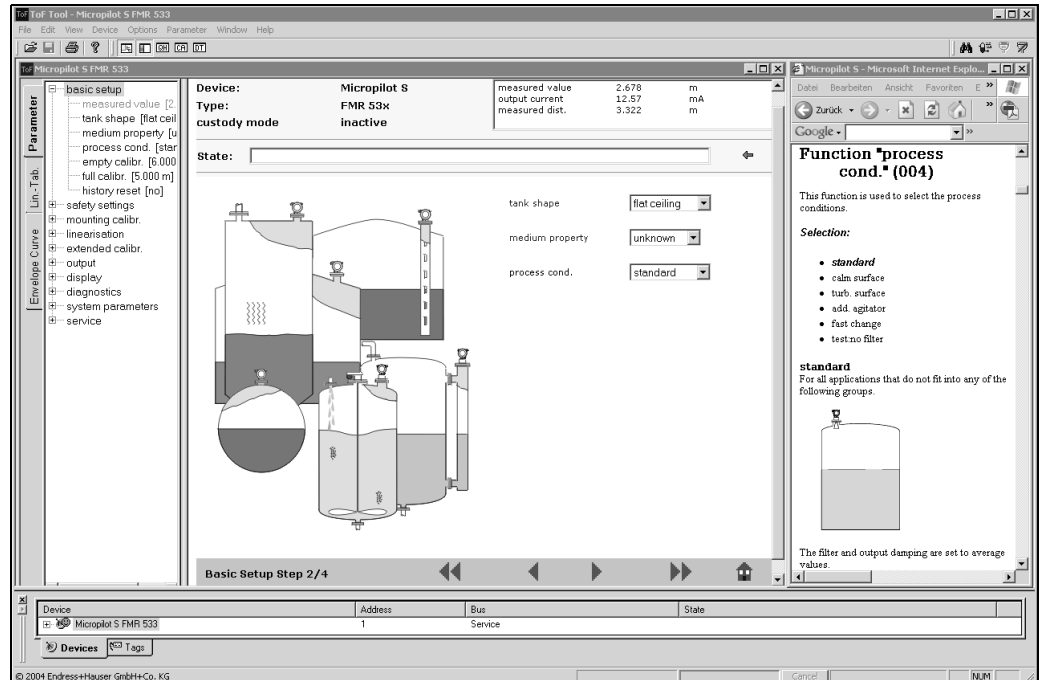 ToF Tool - Micropilot S FMR 533
File Edit View Device Options Parameter Window Help
Micropilot S FMR 533
Parameter
Lin.-Tab.
Envelope Curve
basic setup
measured value [2.
tank shape [flat ceil
medium property [u
process cond. [star
empty calibr. [6.000
full calibr. [5.000 m]
history reset [no]
safety settings
mounting calibr.
linearisation
extended calibr.
output
display
diagnostics
system parameters
service
Device: Micropilot S
Type: FMR 53x
custody mode inactive
measured value 2.678 m
output current 12.57 mA
measured dist. 3.322 m
State:
tank shape flat ceiling
medium property unknown
process cond. standard
Basic Setup Step 2/4
Micropilot S - Microsoft Internet Explo...
Datei Bearbeiten Ansicht Favoriten E »
Zurück »
Google »
Function "process
cond." (004)
This function is used to select the process
conditions.
Selection:
• standard
• calm surface
• turb. surface
• add. agitator
• fast change
• test:no filter
standard
For all applications that do not fit into any of the
following groups.
The filter and output damping are set to average
values.
Device Address Bus State
Micropilot S FMR 533 1 Service
Devices Tags
© 2004 Endress+Hauser GmbH+Co. KG Cancel NUM